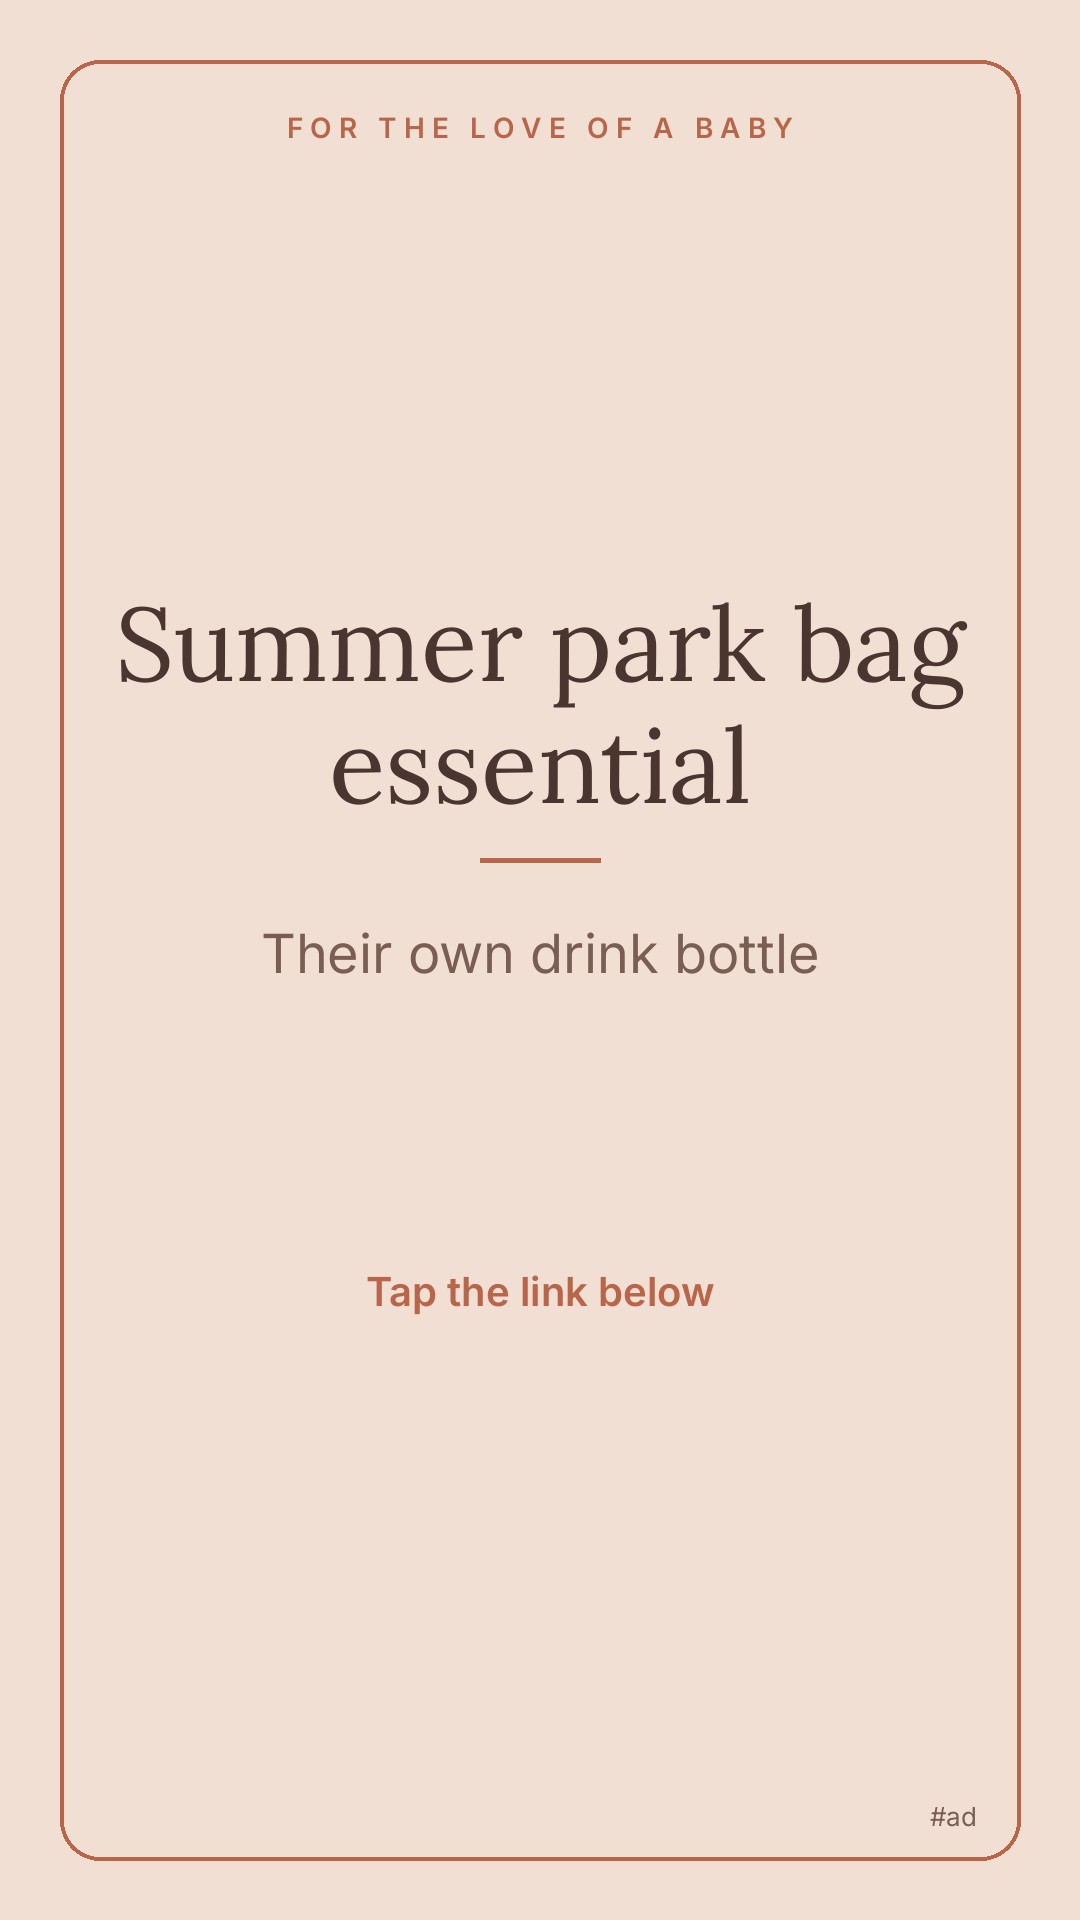 FOR THE LOVE OF A BABY
Summer park bag
essential
Their own drink bottle
Tap the link below
#ad